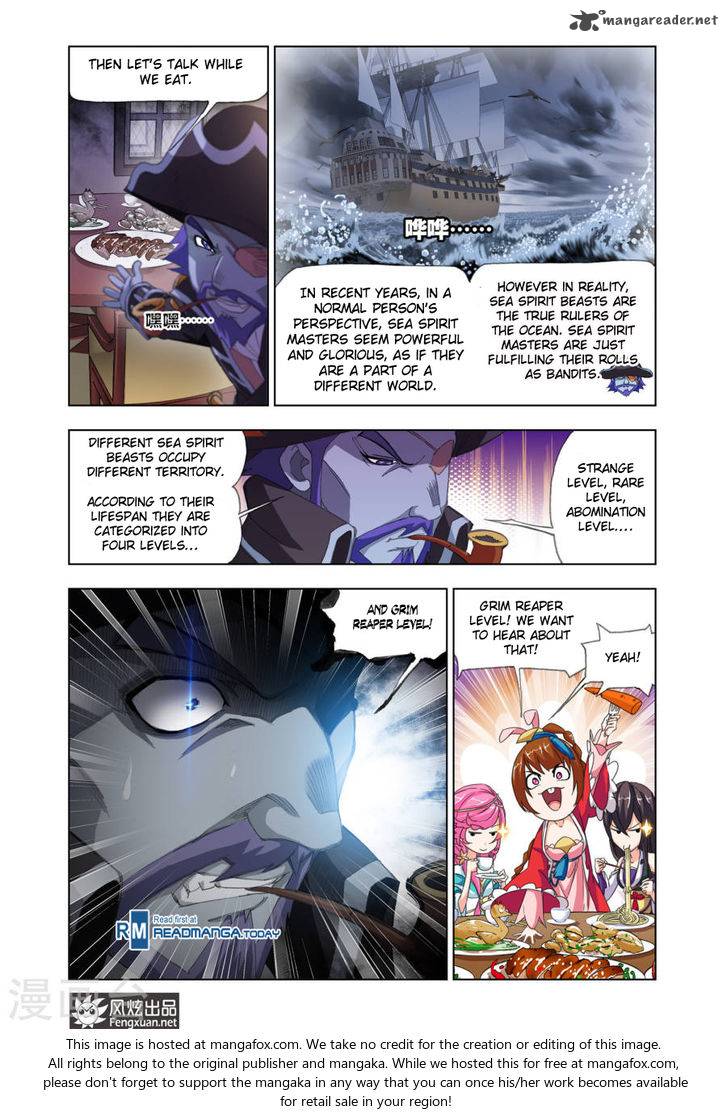 mangareader.net
THEN LET'S TALK WHILE
WE EAT.
嘿嘿······
哗哗······
IN RECENT YEARS, IN A
NORMAL PERSON'S
PERSPECTIVE, SEA SPIRIT
MASTERS SEEM POWERFUL
AND GLORIOUS, AS IF THEY
ARE A PART OF A
DIFFERENT WORLD.
HOWEVER IN REALITY,
SEA SPIRIT BEASTS ARE
THE TRUE RULERS OF
THE OCEAN. SEA SPIRIT
MASTERS ARE JUST
FULFILLING THEIR ROLLS
AS BANDITS.
DIFFERENT SEA SPIRIT
BEASTS OCCUPY
DIFFERENT TERRITORY.
ACCORDING TO THEIR
LIFESPAN THEY ARE
CATEGORIZED INTO
FOUR LEVELS...
STRANGE
LEVEL, RARE
LEVEL,
ABOMINATION
LEVEL....
AND GRIM
REAPER LEVEL!
GRIM REAPER
LEVEL! WE WANT
TO HEAR ABOUT
THAT!
YEAH!
RM
Read first at
READMANGA.TODAY
漫画台
风炫出品
Fengxuan.net
This image is hosted at mangafox.com. We take no credit for the creation or editing of this image.
All rights belong to the original publisher and mangaka. While we hosted this for free at mangafox.com,
please don't forget to support the mangaka in any way that you can once his/her work becomes available
for retail sale in your region!